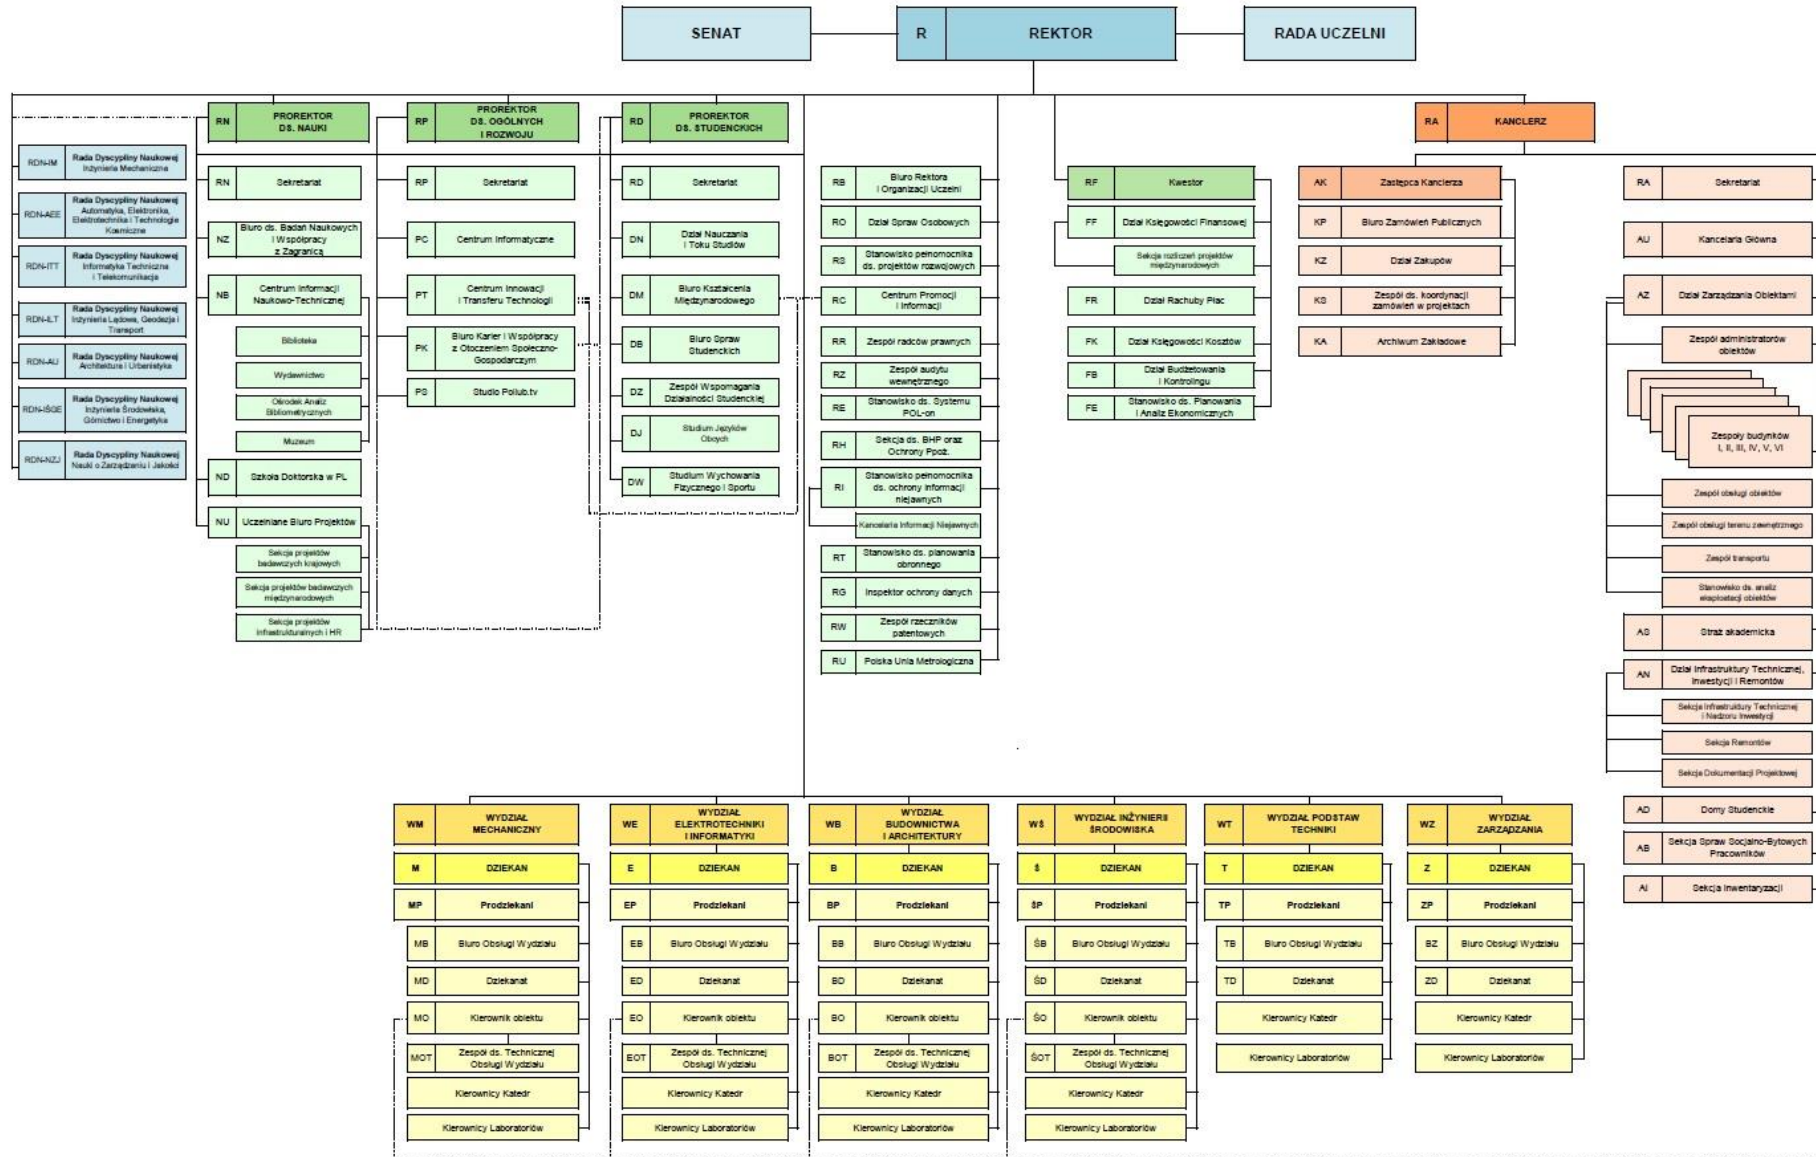 SENAT
R
REKTOR
RADA UCZELNI
RN
PROREKTOR
DS. NAUKI
RP
PROREKTOR
DS. OGÓLNYCH
I ROZWOJU
RD
PROREKTOR
DS. STUDENCKICH
RA
KANCLERZ
RDN-IM
Rada Dyscypliny Naukowej
Inżynieria Mechaniczna
RDN-AEE
Rada Dyscypliny Naukowej
Automatyka, Elektronika,
Elektrotechnika i Technologie
Kosmiczne
RDN-ITT
Rada Dyscypliny Naukowej
Informatyka Techniczna
i Telekomunikacja
RDN-ILT
Rada Dyscypliny Naukowej
Inżynieria Lądowa, Geodezja i
Transport
RDN-AU
Rada Dyscypliny Naukowej
Architektura i Urbanistyka
RDN-IŚGE
Rada Dyscypliny Naukowej
Inżynieria Środowiska,
Górnictwo i Energetyka
RDN-NZJ
Rada Dyscypliny Naukowej
Nauki o Zarządzaniu i Jakości
RN
Sekretariat
NZ
Biuro ds. Badań Naukowych
i Współpracy
z Zagranicą
NB
Centrum Informacji
Naukowo-Technicznej
Biblioteka
Wydawnictwo
Ośrodek Analiz
Bibliometrycznych
Muzeum
ND
Szkoła Doktorska w PL
NU
Uczelniane Biuro Projektów
Sekcja projektów
badawczych krajowych
Sekcja projektów badawczych
międzynarodowych
Sekcja projektów
infrastrukturalnych i HR
RP
Sekretariat
PC
Centrum Informatyczne
PT
Centrum Innowacji
i Transferu Technologii
PK
Biuro Karier i Współpracy
z Otoczeniem Społeczno-
Gospodarczym
PS
Studio Pollub.tv
RD
Sekretariat
DN
Dział Nauczania
i Toku Studiów
DM
Biuro Kształcenia
Międzynarodowego
DB
Biuro Spraw
Studenckich
DZ
Zespół Wspomagania
Działalności Studenckiej
DJ
Studium Języków
Obcych
DW
Studium Wychowania
Fizycznego i Sportu
RB
Biuro Rektora
i Organizacji Uczelni
RO
Dział Spraw Osobowych
RS
Stanowisko pełnomocnika
ds. projektów rozwojowych
RC
Centrum Promocji
i Informacji
RR
Zespół radców prawnych
RZ
Zespół audytu
wewnętrznego
RE
Stanowisko ds. Systemu
POL-on
RH
Sekcja ds. BHP oraz
Ochrony Ppoż.
RI
Stanowisko pełnomocnika
ds. ochrony informacji
niejawnych
Kancelaria Informacji Niejawnych
RT
Stanowisko ds. planowania
obronnego
RG
Inspektor ochrony danych
RW
Zespół rzeczników
patentowych
RU
Polska Unia Metrologiczna
RF
Kwestor
FF
Dział Księgowości Finansowej
Sekcja rozliczeń projektów
międzynarodowych
FR
Dział Rachuby Płac
FK
Dział Księgowości Kosztów
FB
Dział Budżetowania
i Kontrolingu
FE
Stanowisko ds. Planowania
i Analiz Ekonomicznych
AK
Zastępca Kanclerza
KP
Biuro Zamówień Publicznych
KZ
Dział Zakupów
KS
Zespół ds. koordynacji
zamówień w projektach
KA
Archiwum Zakładowe
RA
Sekretariat
AU
Kancelaria Główna
AZ
Dział Zarządzania Obiektami
Zespół administratorów
obiektów
Zespoły budynków
I, II, III, IV, V, VI
Zespół obsługi obiektów
Zespół obsługi terenu zewnętrznego
Zespół transportu
Stanowisko ds. analiz
eksploatacji obiektów
AS
Straż akademicka
AN
Dział Infrastruktury Technicznej,
Inwestycji i Remontów
Sekcja Infrastruktury Technicznej
i Nadzoru Inwestycji
Sekcja Remontów
Sekcja Dokumentacji Projektowej
AD
Domy Studenckie
AB
Sekcja Spraw Socjalno-Bytowych
Pracowników
AI
Sekcja Inwentaryzacji
WM
WYDZIAŁ
MECHANICZNY
M
DZIEKAN
MP
Prodziekani
MB
Biuro Obsługi Wydziału
MD
Dziekanat
MO
Kierownik obiektu
MOT
Zespół ds. Technicznej
Obsługi Wydziału
Kierownicy Katedr
Kierownicy Laboratoriów
WE
WYDZIAŁ
ELEKTROTECHNIKI
I INFORMATYKI
E
DZIEKAN
EP
Prodziekani
EB
Biuro Obsługi Wydziału
ED
Dziekanat
EO
Kierownik obiektu
EOT
Zespół ds. Technicznej
Obsługi Wydziału
Kierownicy Katedr
Kierownicy Laboratoriów
WB
WYDZIAŁ
BUDOWNICTWA
I ARCHITEKTURY
B
DZIEKAN
BP
Prodziekani
BB
Biuro Obsługi Wydziału
BD
Dziekanat
BO
Kierownik obiektu
BOT
Zespół ds. Technicznej
Obsługi Wydziału
Kierownicy Katedr
Kierownicy Laboratoriów
WŚ
WYDZIAŁ INŻYNIERII
ŚRODOWISKA
Ś
DZIEKAN
ŚP
Prodziekani
ŚB
Biuro Obsługi Wydziału
ŚD
Dziekanat
ŚO
Kierownik obiektu
ŚOT
Zespół ds. Technicznej
Obsługi Wydziału
Kierownicy Katedr
Kierownicy Laboratoriów
WT
WYDZIAŁ PODSTAW
TECHNIKI
T
DZIEKAN
TP
Prodziekani
TB
Biuro Obsługi Wydziału
TD
Dziekanat
Kierownicy Katedr
Kierownicy Laboratoriów
WZ
WYDZIAŁ
ZARZĄDZANIA
Z
DZIEKAN
ZP
Prodziekani
BZ
Biuro Obsługi Wydziału
ZD
Dziekanat
Kierownicy Katedr
Kierownicy Laboratoriów